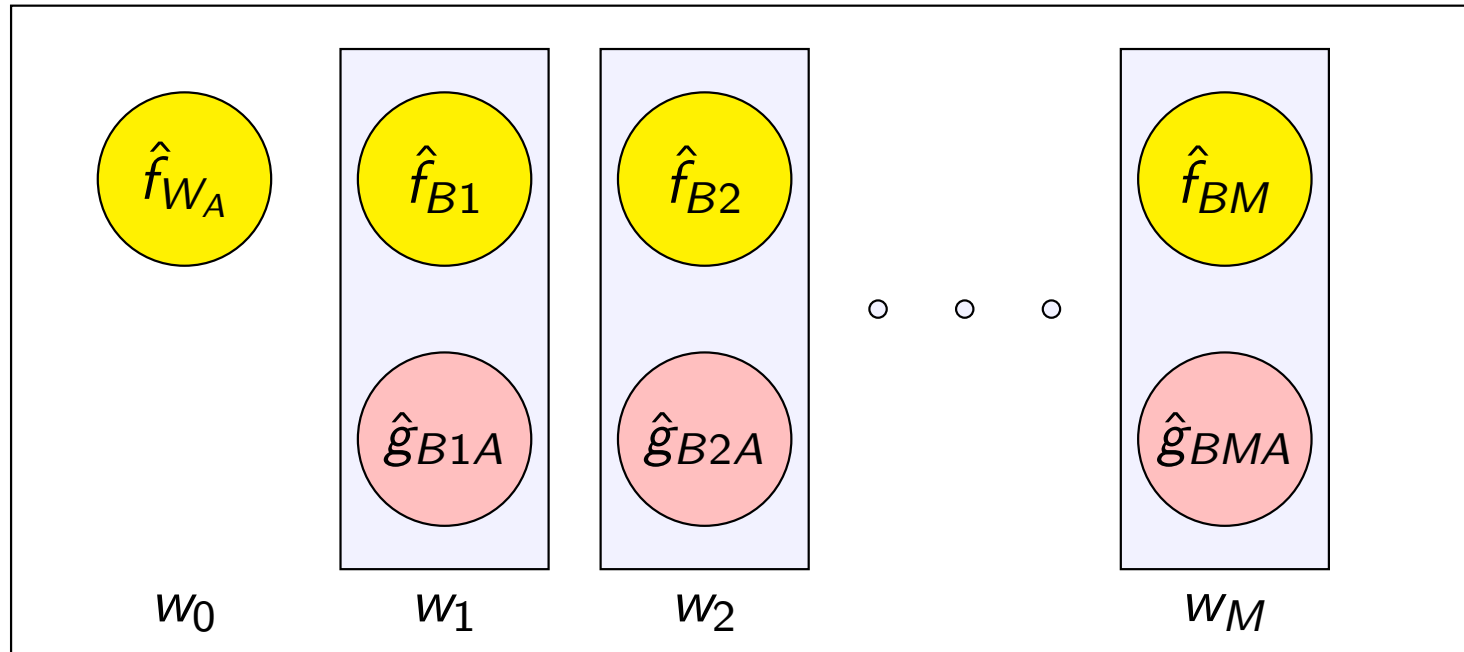 f̂_{W_A} f̂_{B1} f̂_{B2} f̂_{BM}
ĝ_{B1A} ĝ_{B2A} ĝ_{BMA}
w_0 w_1 w_2 w_M